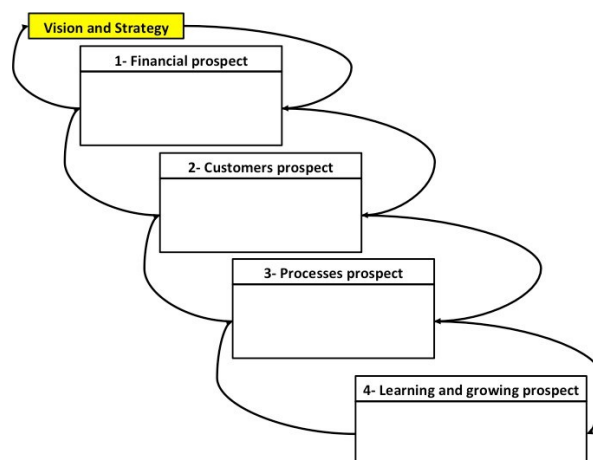 Vision and Strategy
1- Financial prospect
2- Customers prospect
3- Processes prospect
4- Learning and growing prospect